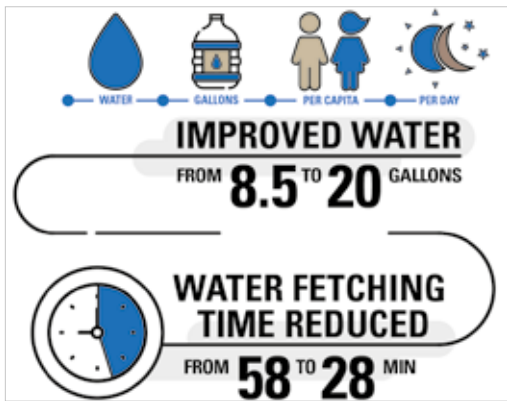 WATER GALLONS PER CAPITA PER DAY
IMPROVED WATER
FROM 8.5 TO 20 GALLONS
WATER FETCHING
TIME REDUCED
FROM 58 TO 28 MIN